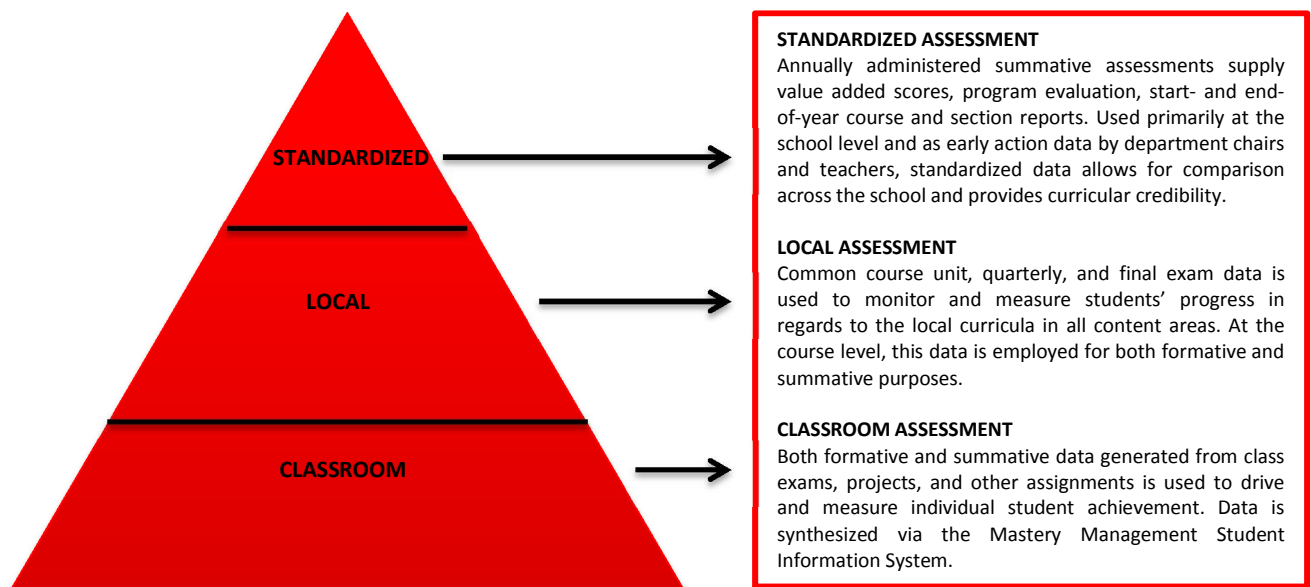 STANDARDIZED
LOCAL
CLASSROOM
STANDARDIZED ASSESSMENT
Annually administered summative assessments supply
value added scores, program evaluation, start- and end-
of-year course and section reports. Used primarily at the
school level and as early action data by department chairs
and teachers, standardized data allows for comparison
across the school and provides curricular credibility.
LOCAL ASSESSMENT
Common course unit, quarterly, and final exam data is
used to monitor and measure students’ progress in
regards to the local curricula in all content areas. At the
course level, this data is employed for both formative and
summative purposes.
CLASSROOM ASSESSMENT
Both formative and summative data generated from class
exams, projects, and other assignments is used to drive
and measure individual student achievement. Data is
synthesized via the Mastery Management Student
Information System.